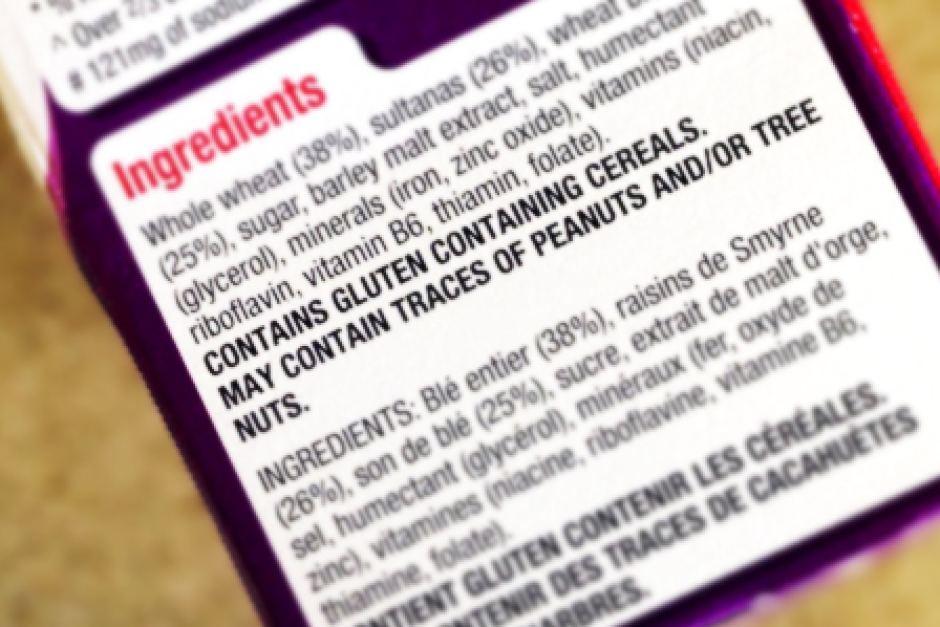 ^ Over 2/3
# 121mg of sodium
Ingredients
Whole wheat (38%), sultanas (26%), wheat
(25%), sugar, barley malt extract, salt, humectant
(glycerol), minerals (iron, zinc oxide), vitamins (niacin,
riboflavin, vitamin B6, thiamin, folate).
CONTAINS GLUTEN CONTAINING CEREALS.
MAY CONTAIN TRACES OF PEANUTS AND/OR TREE
NUTS.
INGREDIENTS: Blé entier (38%), raisins de Smyrne
(26%), son de blé (25%), sucre, extrait de malt d'orge,
sel, humectant (glycérol), minéraux (fer, oxyde de
zinc), vitamines (niacine, riboflavine, vitamine B6,
thiamine, folate).
CONTIENT GLUTEN CONTENIR LES CÉRÉALES.
CONTENIR DES TRACES DE CACAHUÈTES
ARBRES.